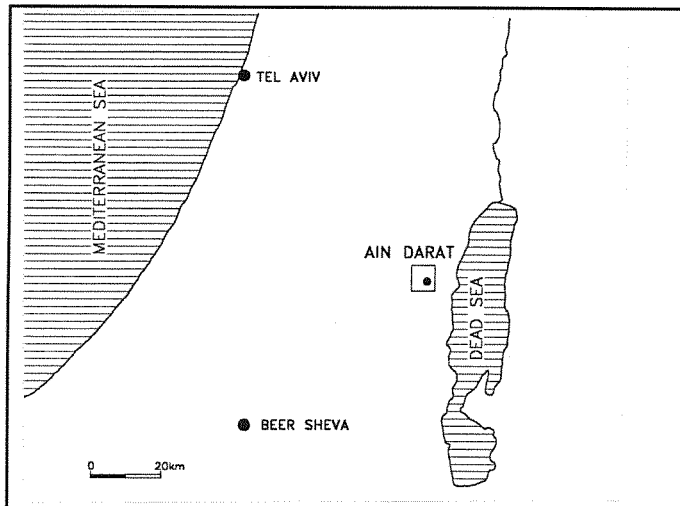 TEL AVIV
MEDITERRANEAN SEA
AIN DARAT
DEAD SEA
BEER SHEVA
0 20km